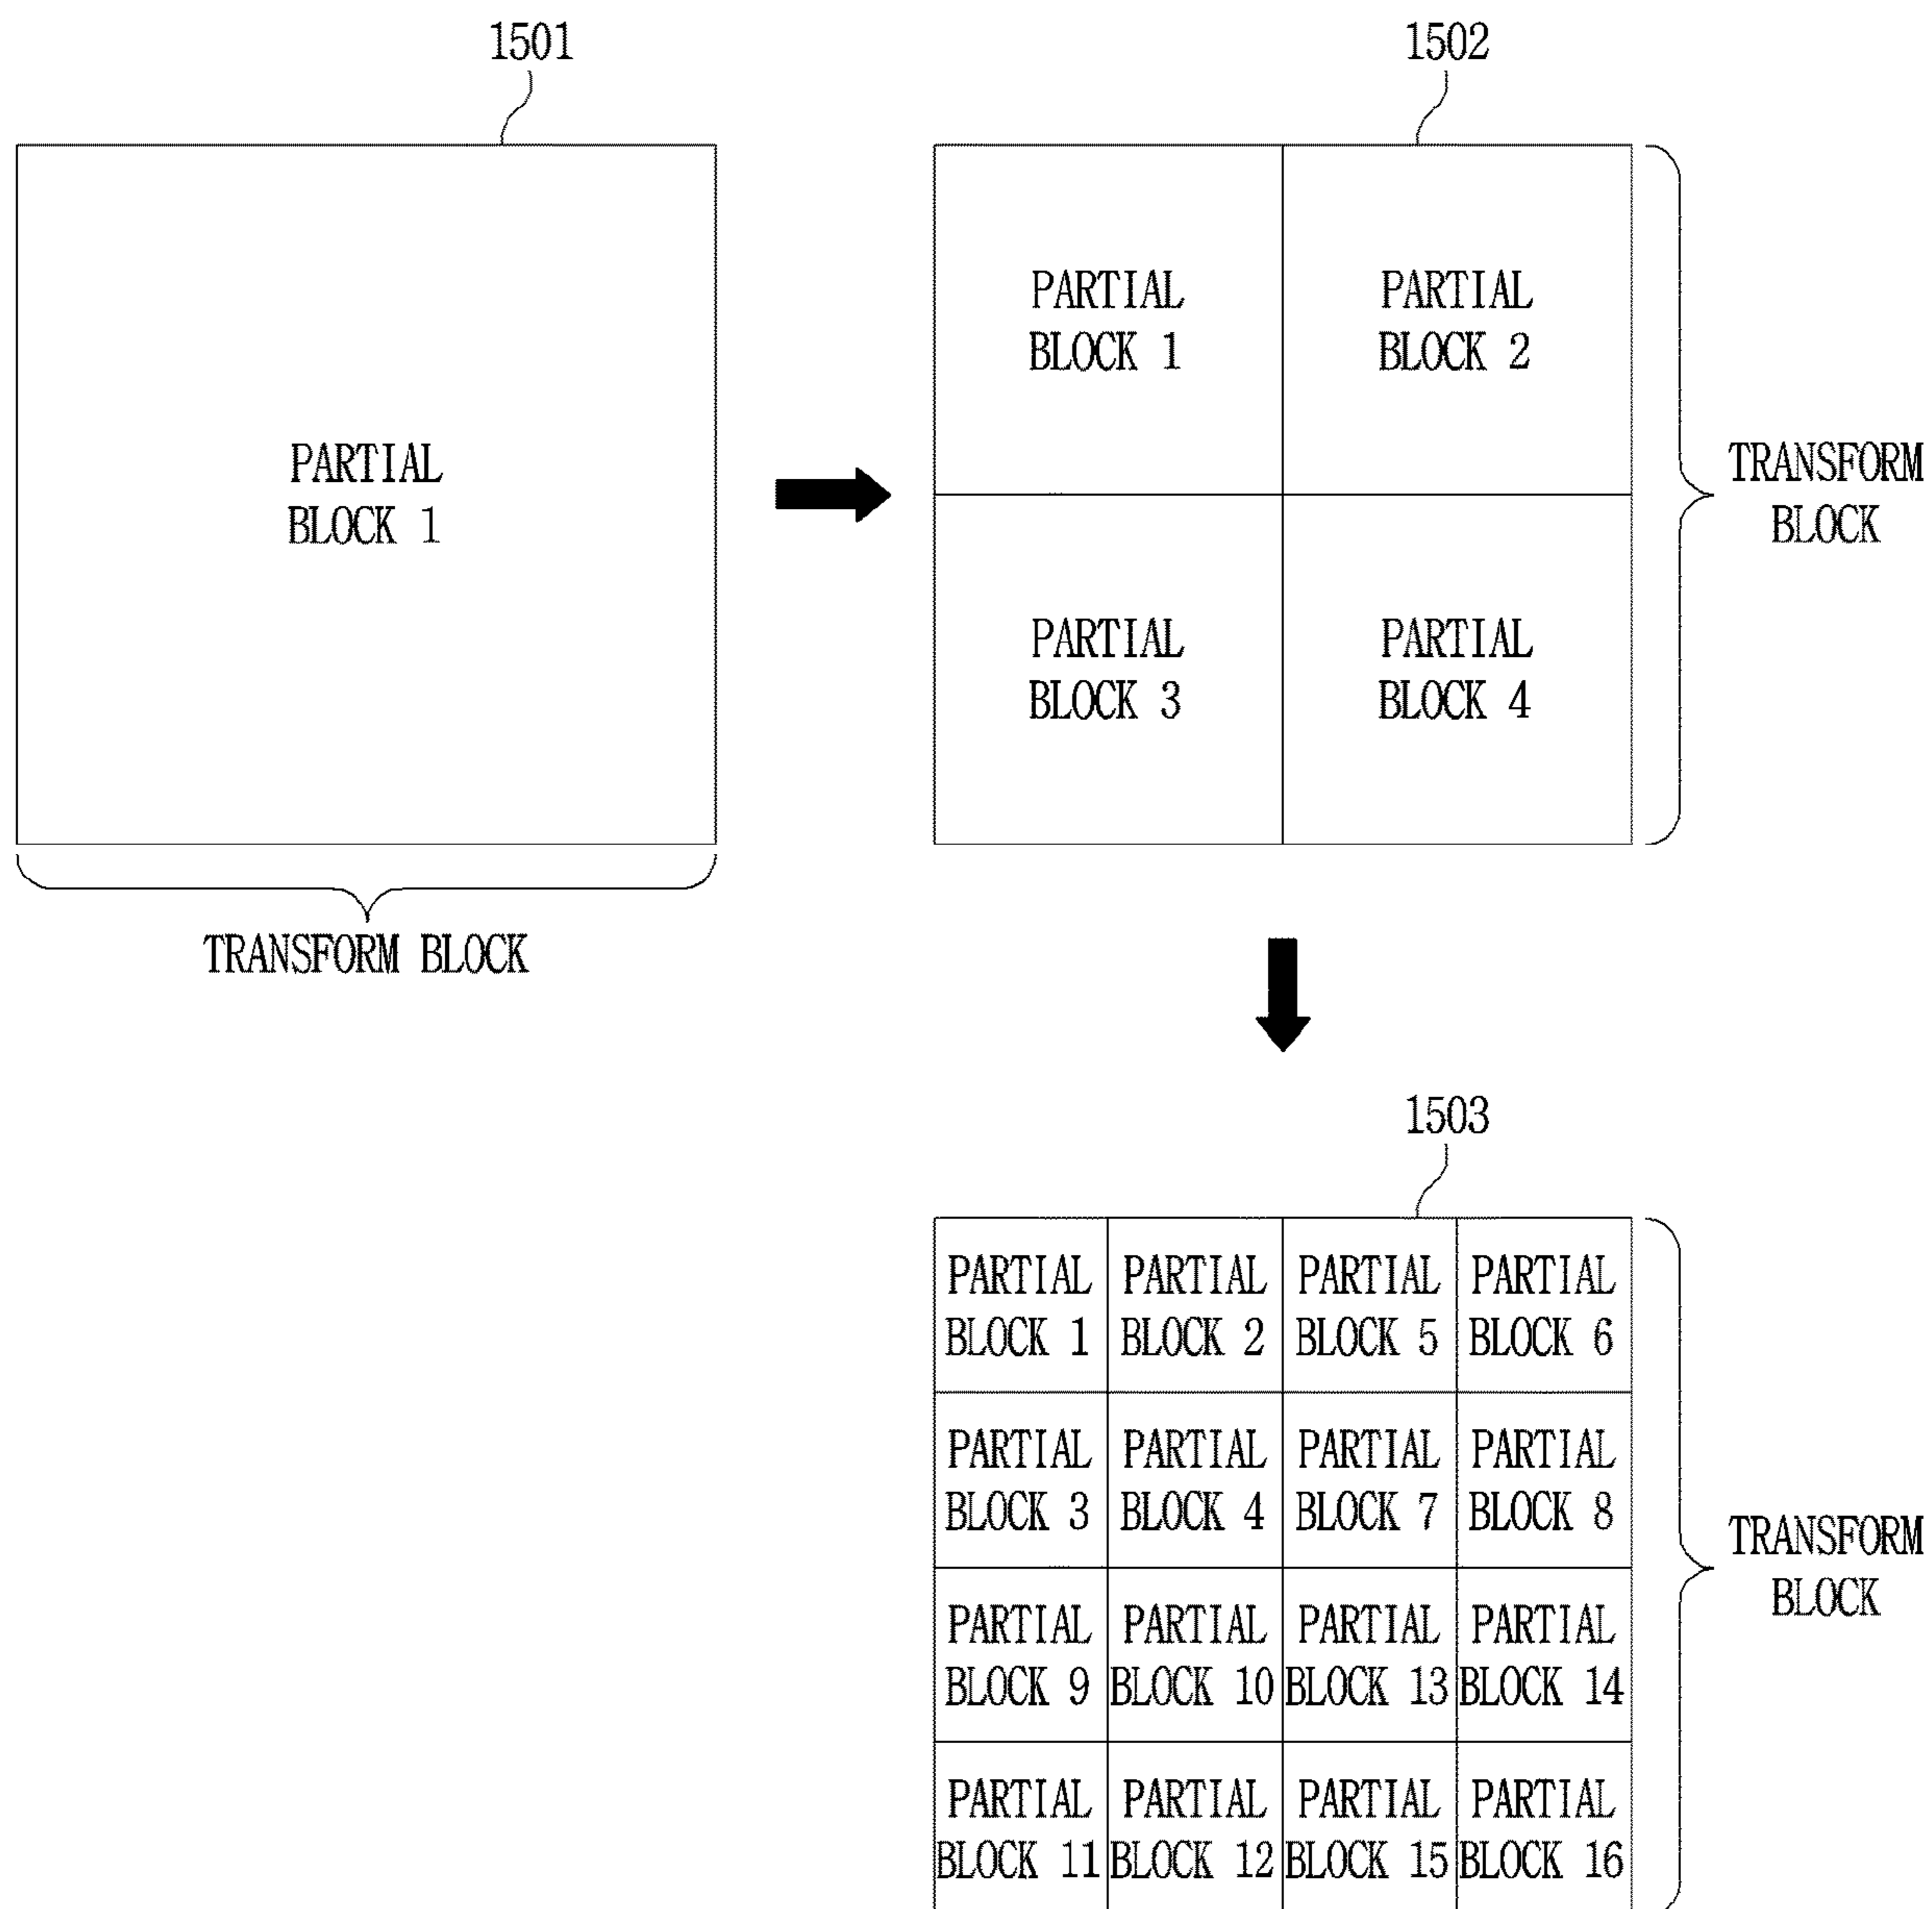 1501
PARTIAL
BLOCK 1
TRANSFORM BLOCK
1502
PARTIAL
BLOCK 1
PARTIAL
BLOCK 2
PARTIAL
BLOCK 3
PARTIAL
BLOCK 4
TRANSFORM
BLOCK
1503
PARTIAL
BLOCK 1
PARTIAL
BLOCK 2
PARTIAL
BLOCK 5
PARTIAL
BLOCK 6
PARTIAL
BLOCK 3
PARTIAL
BLOCK 4
PARTIAL
BLOCK 7
PARTIAL
BLOCK 8
PARTIAL
BLOCK 9
PARTIAL
BLOCK 10
PARTIAL
BLOCK 13
PARTIAL
BLOCK 14
PARTIAL
BLOCK 11
PARTIAL
BLOCK 12
PARTIAL
BLOCK 15
PARTIAL
BLOCK 16
TRANSFORM
BLOCK